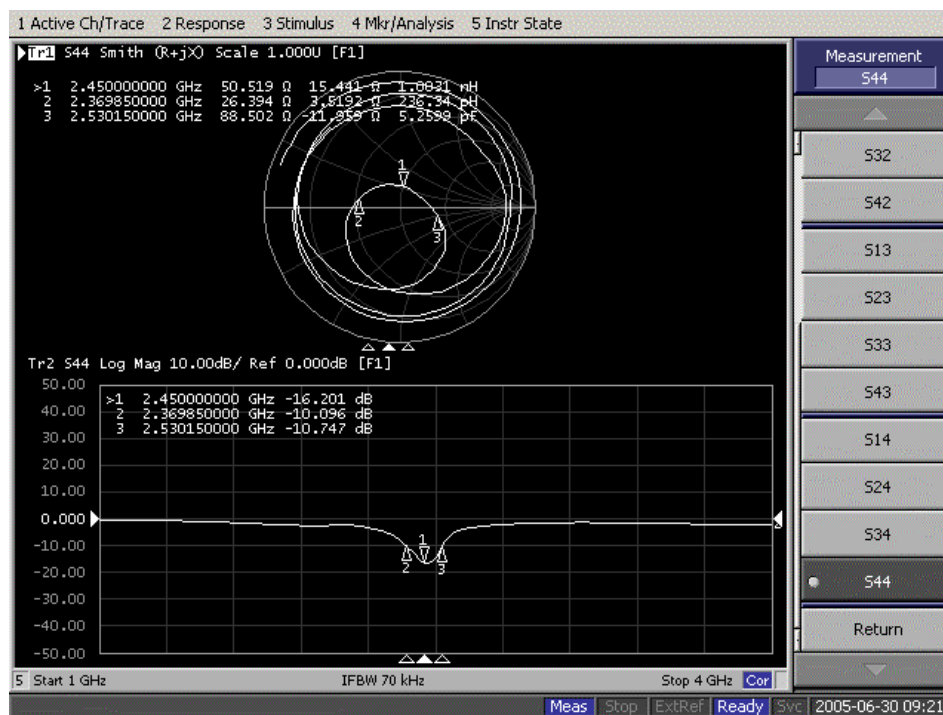 1 Active Ch/Trace 2 Response 3 Stimulus 4 Mkr/Analysis 5 Instr State
Tr1 S44 Smith (R+jX) Scale 1.000U [F1]
>1 2.450000000 GHz 50.519 Ω 15.441 Ω 1.0031 nH
2 2.369850000 GHz 26.394 Ω 3.5192 Ω 236.34 pH
3 2.530150000 GHz 88.502 Ω -11.959 Ω 5.2599 pF
1
2
3
Tr2 S44 Log Mag 10.00dB/ Ref 0.000dB [F1]
50.00
40.00
30.00
20.00
10.00
0.000
-10.00
-20.00
-30.00
-40.00
-50.00
>1 2.450000000 GHz -16.201 dB
2 2.369850000 GHz -10.096 dB
3 2.530150000 GHz -10.747 dB
1
2
3
5 Start 1 GHz IFBW 70 kHz Stop 4 GHz Cor
Measurement
S44
S32
S42
S13
S23
S33
S43
S14
S24
S34
S44
Return
Meas Stop ExtRef Ready Svc 2005-06-30 09:21